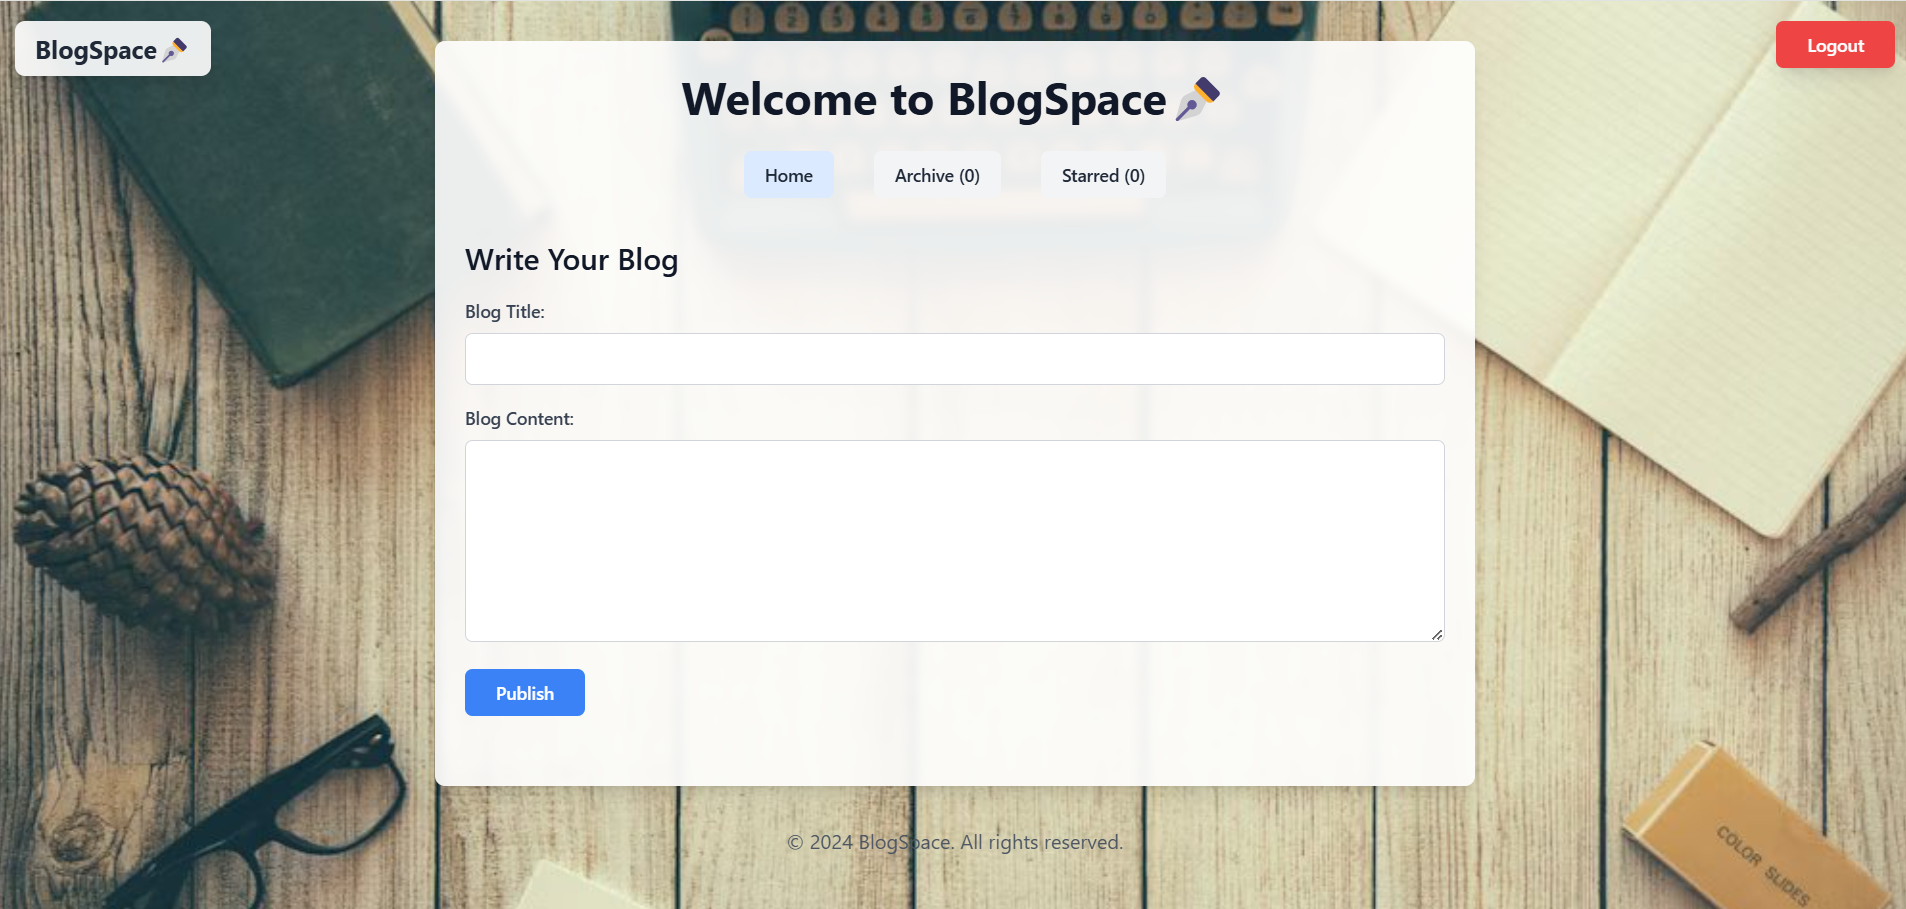 BlogSpace
Logout
Welcome to BlogSpace
Home
Archive (0)
Starred (0)
Write Your Blog
Blog Title:
Blog Content:
Publish
© 2024 BlogSpace. All rights reserved.
COLOR SLIDES